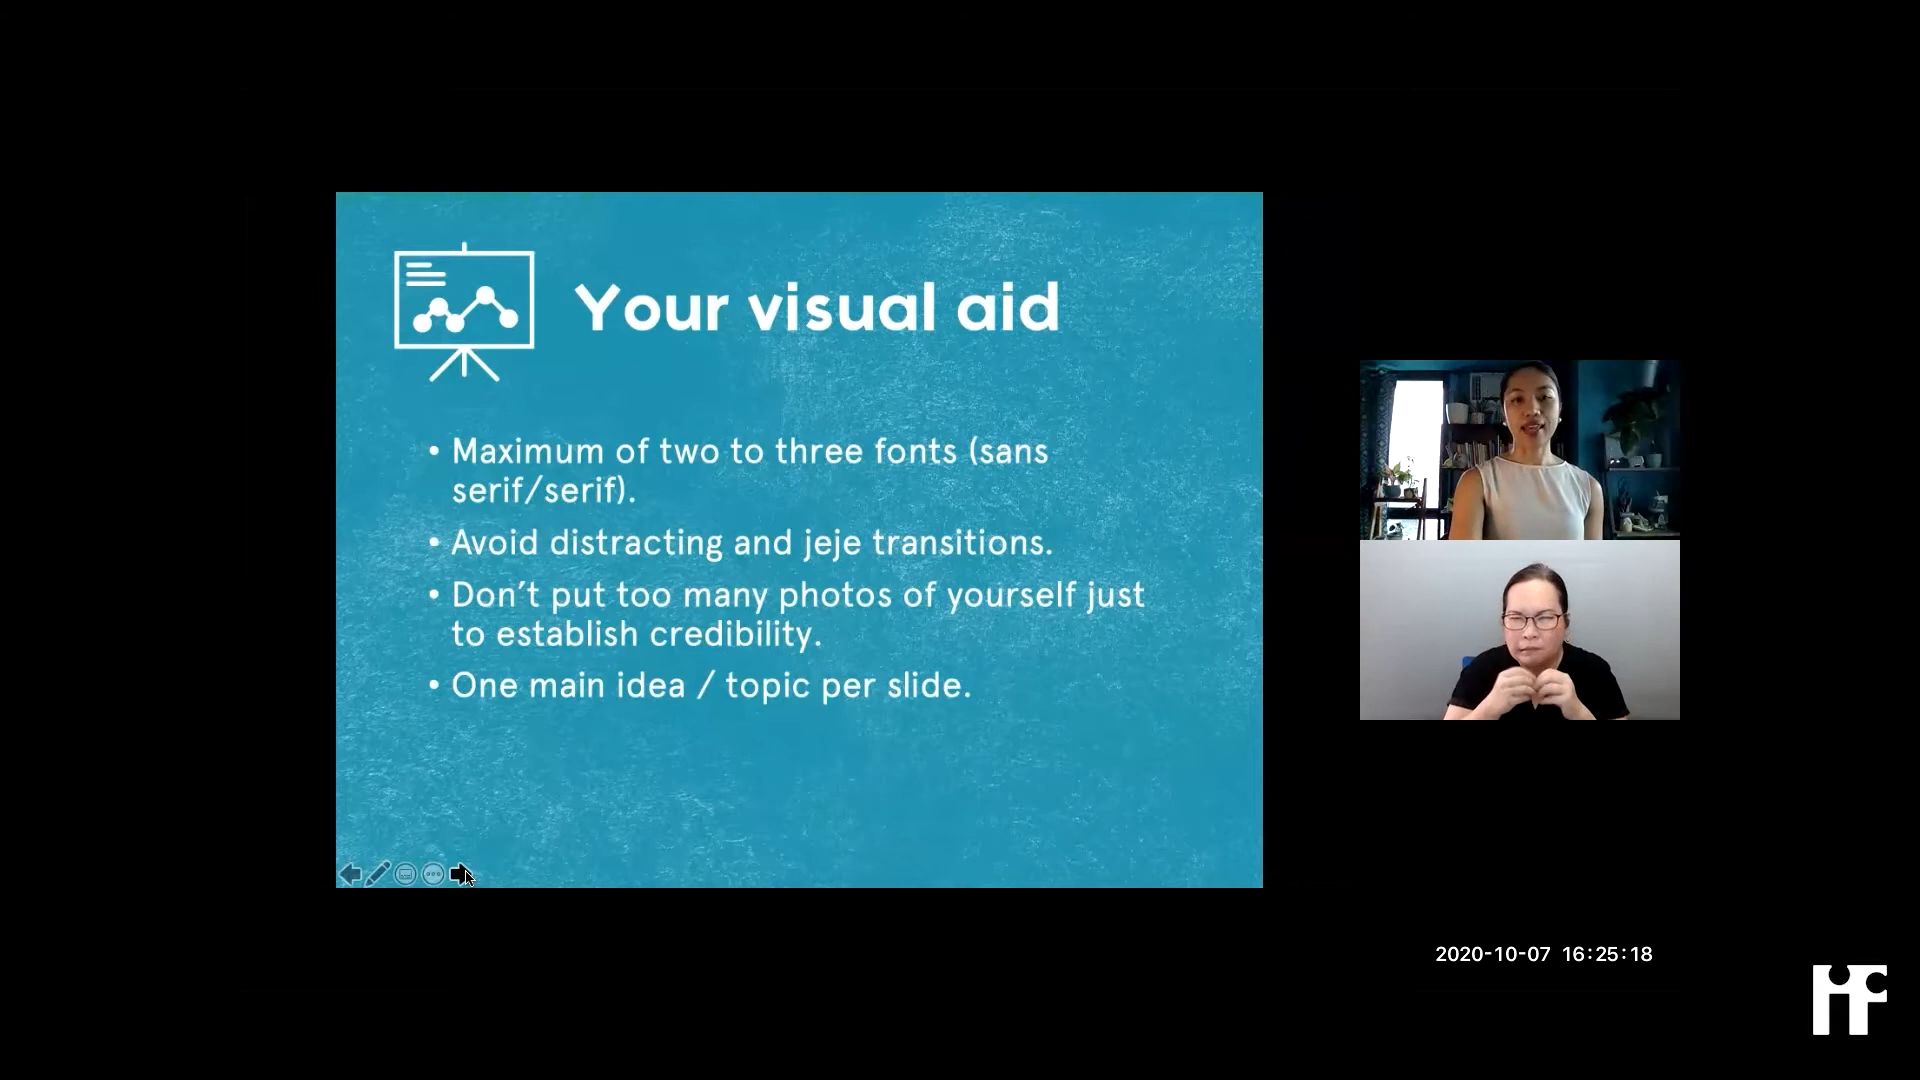 Your visual aid
• Maximum of two to three fonts (sans
serif/serif).
• Avoid distracting and jeje transitions.
• Don’t put too many photos of yourself just
to establish credibility.
• One main idea / topic per slide.
2020-10-07 16:25:18